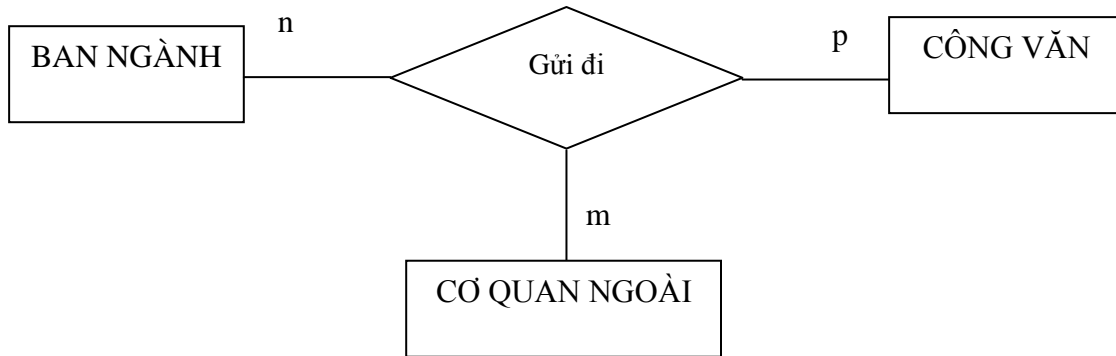 n
BAN NGÀNH
Gửi đi
p
CÔNG VĂN
m
CƠ QUAN NGOÀI